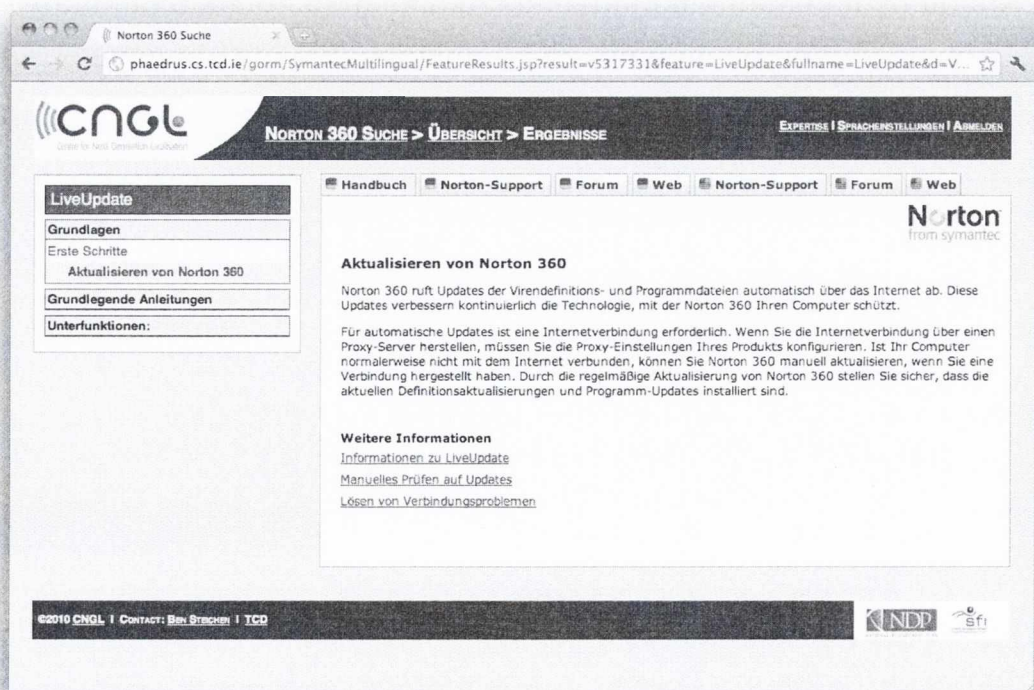 Norton 360 Suche
phaedrus.cs.tcd.ie/gorm/SymantecMultilingual/FeatureResults.jsp?result=v5317331&feature=LiveUpdate&fullname=LiveUpdate&d=V...
CNGL
NORTON 360 SUCHE > ÜBERSICHT > ERGEBNISSE
EXPERTISE | SPRACHEINSTELLUNGEN | ABMELDEN
Centre for Next Generation Localisation
Handbuch Norton-Support Forum Web Norton-Support Forum Web
LiveUpdate
Grundlagen
Erste Schritte
Aktualisieren von Norton 360
Grundlegende Anleitungen
Unterfunktionen:
Norton
from symantec
Aktualisieren von Norton 360
Norton 360 ruft Updates der Virendefinitions- und Programmdateien automatisch über das Internet ab. Diese
Updates verbessern kontinuierlich die Technologie, mit der Norton 360 Ihren Computer schützt.
Für automatische Updates ist eine Internetverbindung erforderlich. Wenn Sie die Internetverbindung über einen
Proxy-Server herstellen, müssen Sie die Proxy-Einstellungen Ihres Produkts konfigurieren. Ist Ihr Computer
normalerweise nicht mit dem Internet verbunden, können Sie Norton 360 manuell aktualisieren, wenn Sie eine
Verbindung hergestellt haben. Durch die regelmäßige Aktualisierung von Norton 360 stellen Sie sicher, dass die
aktuellen Definitionsaktualisierungen und Programm-Updates installiert sind.
Weitere Informationen
Informationen zu LiveUpdate
Manuelles Prüfen auf Updates
Lösen von Verbindungsproblemen
©2010 CNGL | CONTACT: BEN STEICHEN | TCD
NDP
sfi